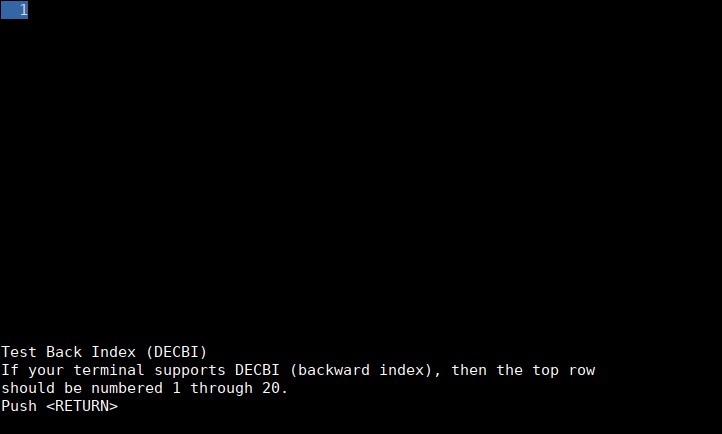 1
Test Back Index (DECBI)
If your terminal supports DECBI (backward index), then the top row
should be numbered 1 through 20.
Push <RETURN>